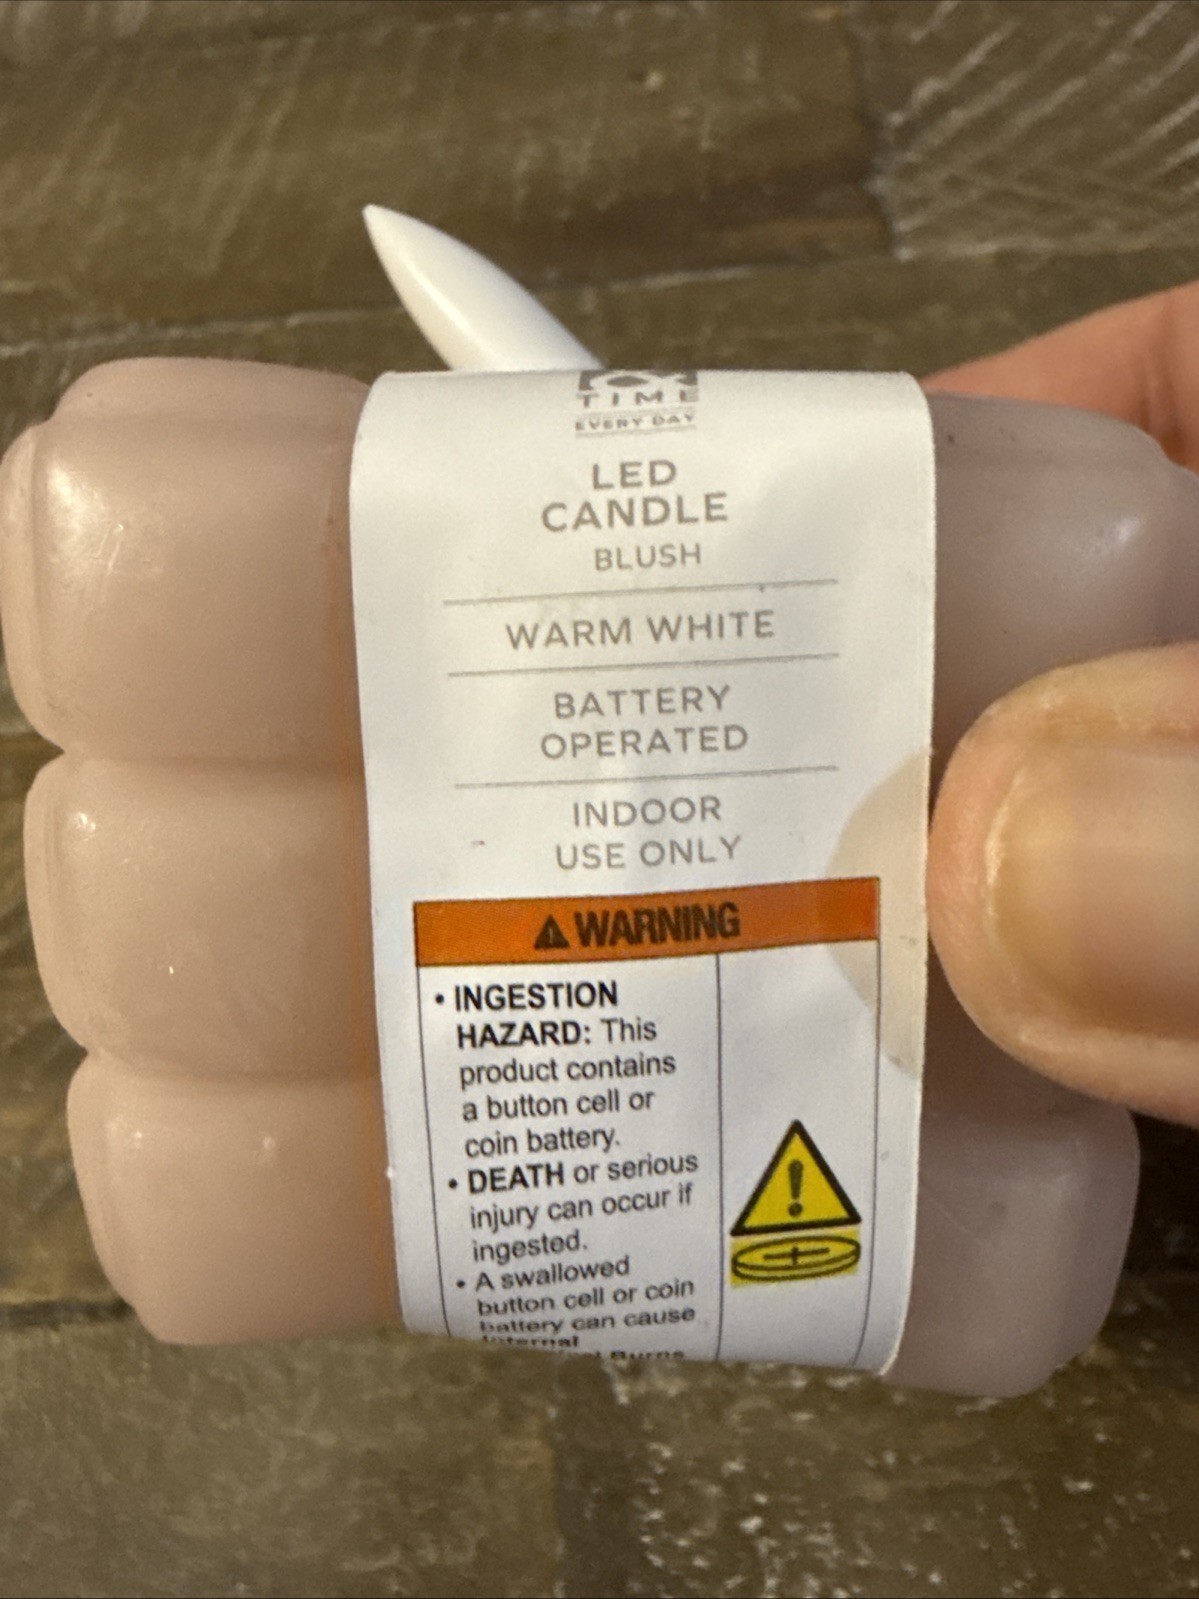 TIME
EVERY DAY
LED
CANDLE
BLUSH
WARM WHITE
BATTERY
OPERATED
INDOOR
USE ONLY
WARNING
• INGESTION
HAZARD: This
product contains
a button cell or
coin battery.
• DEATH or serious
injury can occur if
ingested.
• A swallowed
button cell or coin
battery can cause
Internal
Burns